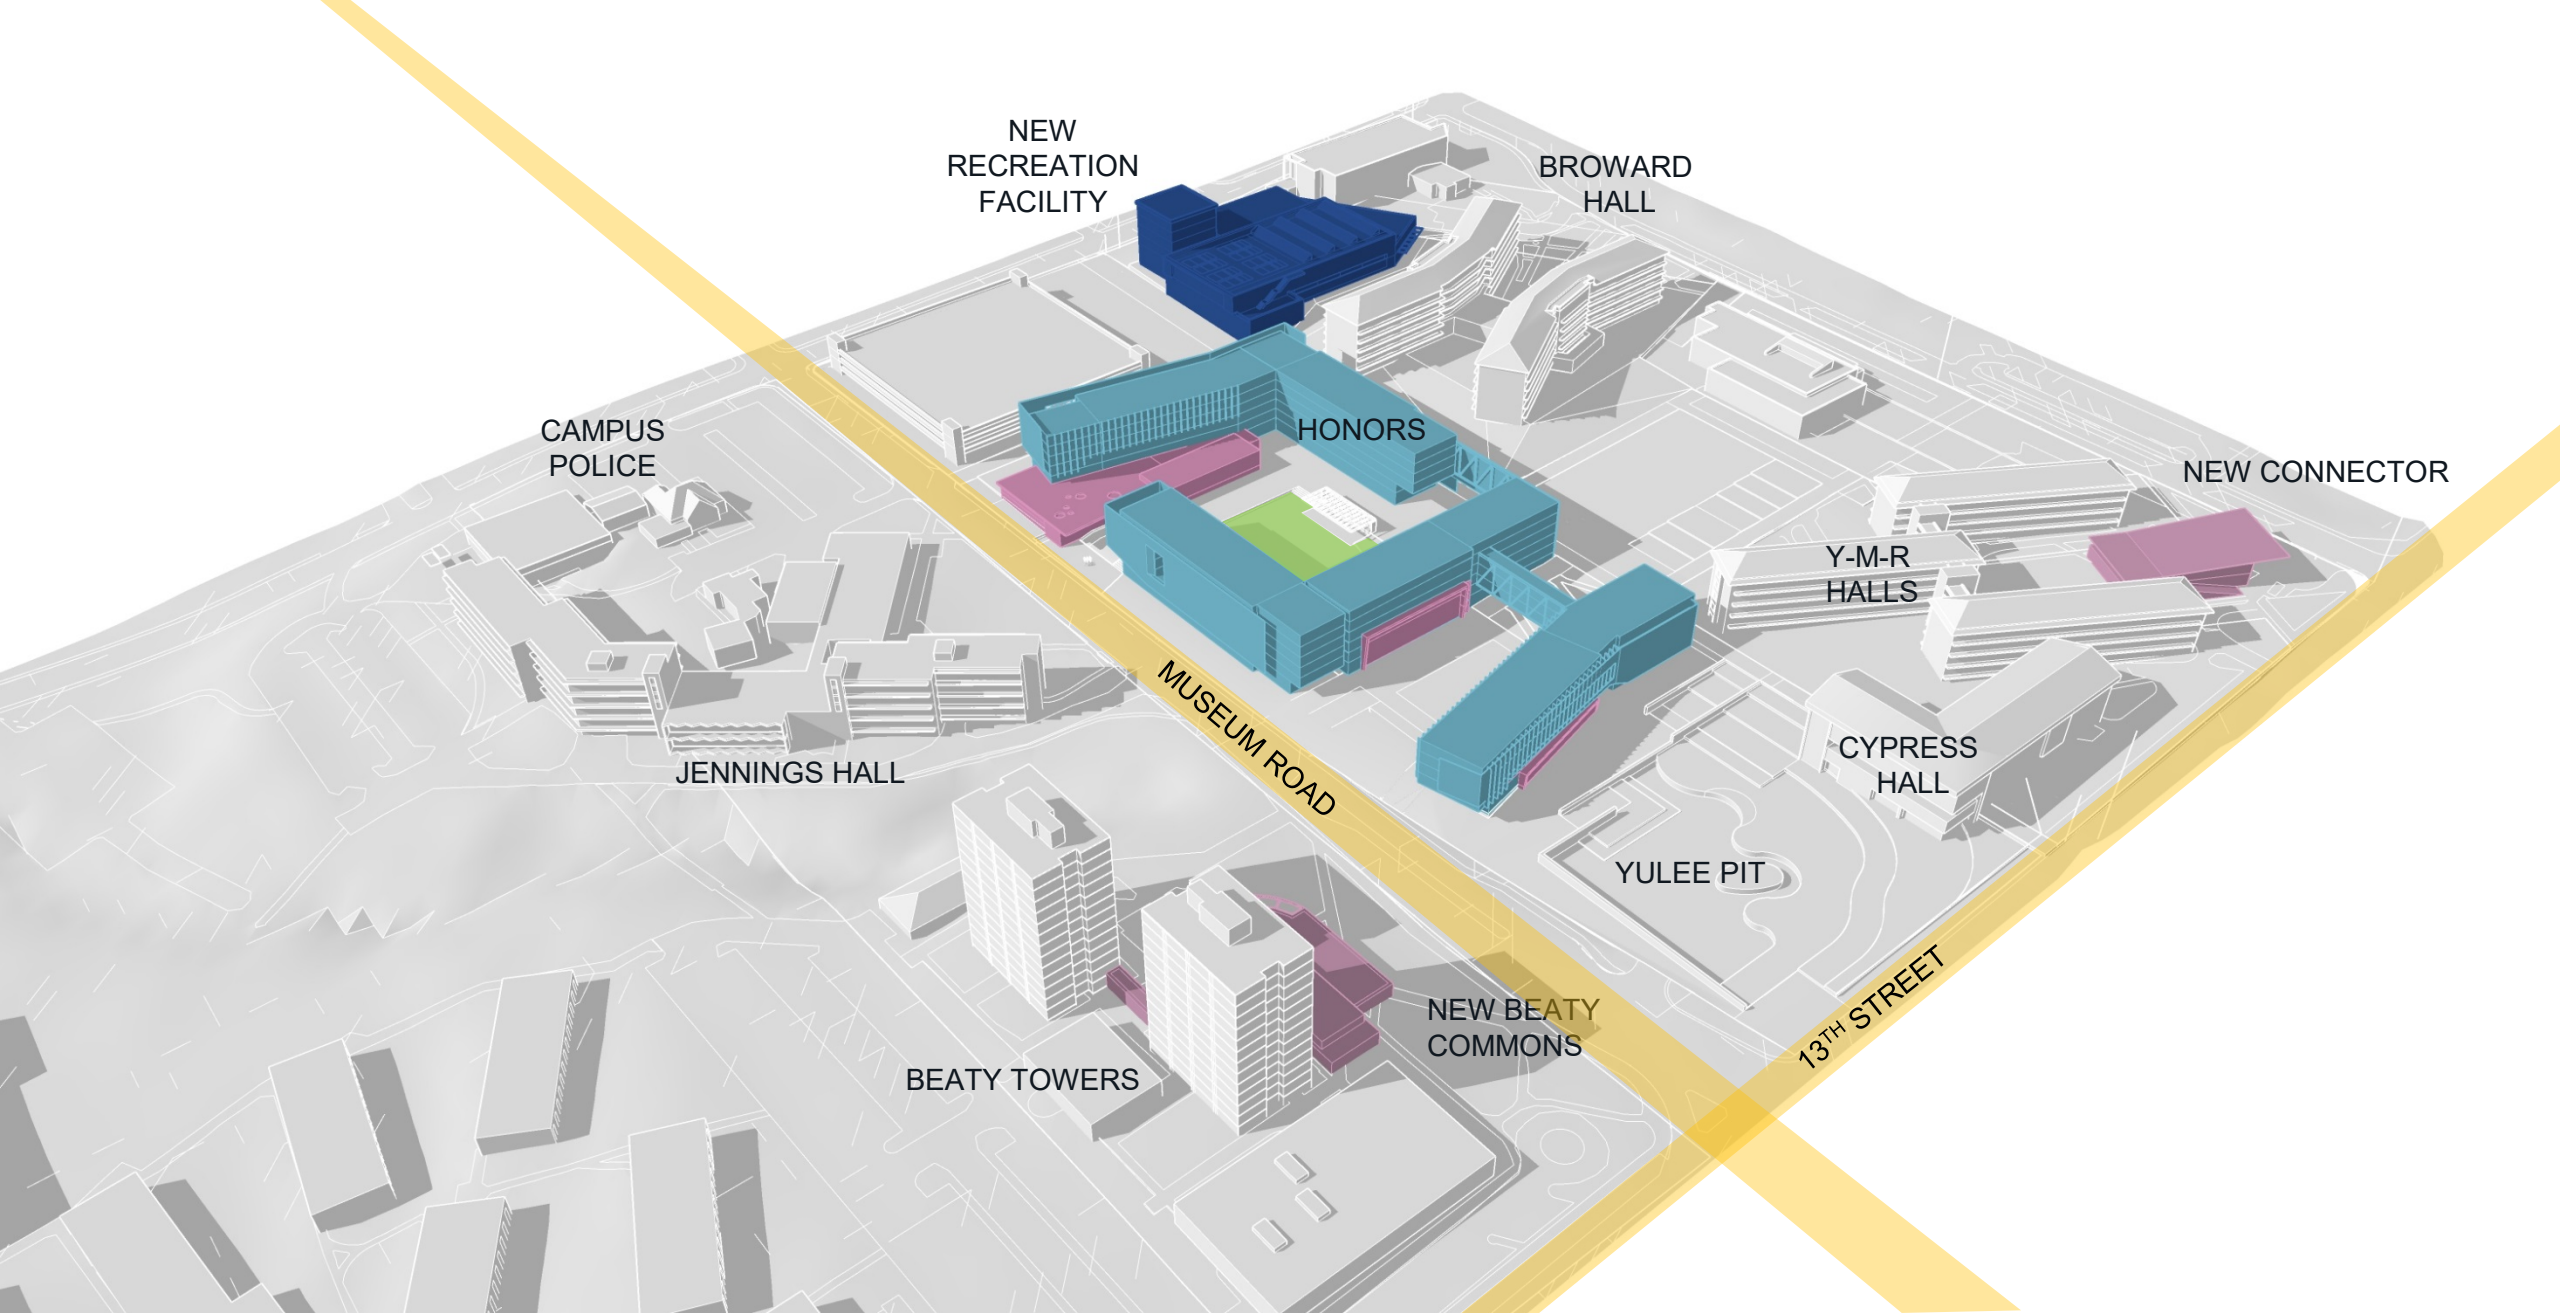 NEW
RECREATION
FACILITY
BROWARD
HALL
CAMPUS
POLICE
HONORS
NEW CONNECTOR
Y-M-R
HALLS
MUSEUM ROAD
JENNINGS HALL
CYPRESS
HALL
YULEE PIT
NEW BEATY
COMMONS
13TH STREET
BEATY TOWERS